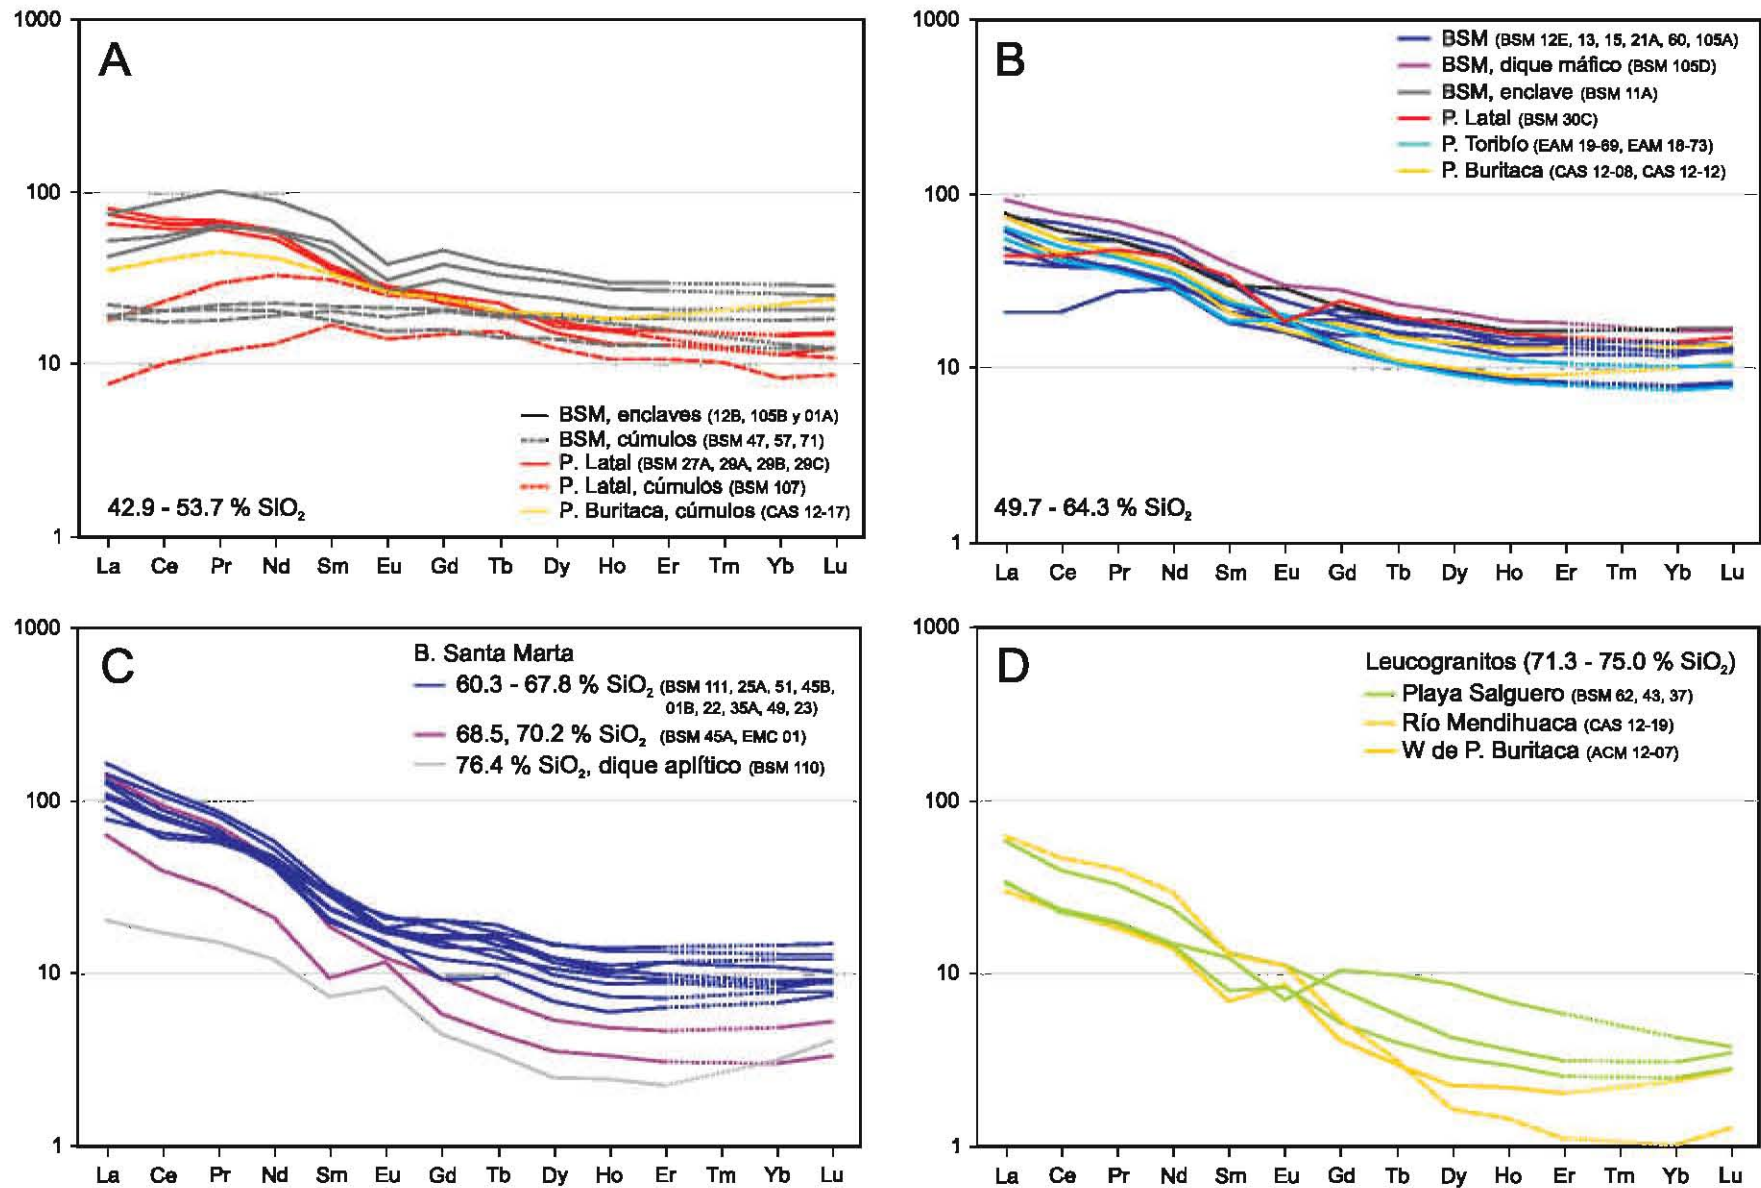 A
1000
100
10
1
BSM, enclaves (12B, 105B y 01A)
BSM, cúmulos (BSM 47, 57, 71)
P. Latal (BSM 27A, 29A, 29B, 29C)
P. Latal, cúmulos (BSM 107)
P. Buritaca, cúmulos (CAS 12-17)
42.9 - 53.7 % SiO₂
La Ce Pr Nd Sm Eu Gd Tb Dy Ho Er Tm Yb Lu
B
1000
100
10
1
BSM (BSM 12E, 13, 15, 21A, 60, 105A)
BSM, dique máfico (BSM 105D)
BSM, enclave (BSM 11A)
P. Latal (BSM 30C)
P. Toribío (EAM 19-69, EAM 18-73)
P. Buritaca (CAS 12-08, CAS 12-12)
49.7 - 64.3 % SiO₂
La Ce Pr Nd Sm Eu Gd Tb Dy Ho Er Tm Yb Lu
C
1000
100
10
1
B. Santa Marta
60.3 - 67.8 % SiO₂ (BSM 111, 25A, 51, 45B,
01B, 22, 35A, 49, 23)
68.5, 70.2 % SiO₂ (BSM 45A, EMC 01)
76.4 % SiO₂, dique aplítico (BSM 110)
La Ce Pr Nd Sm Eu Gd Tb Dy Ho Er Tm Yb Lu
D
1000
100
10
1
Leucogranitos (71.3 - 75.0 % SiO₂)
Playa Salguero (BSM 62, 43, 37)
Río Mendihuaca (CAS 12-19)
W de P. Buritaca (ACM 12-07)
La Ce Pr Nd Sm Eu Gd Tb Dy Ho Er Tm Yb Lu